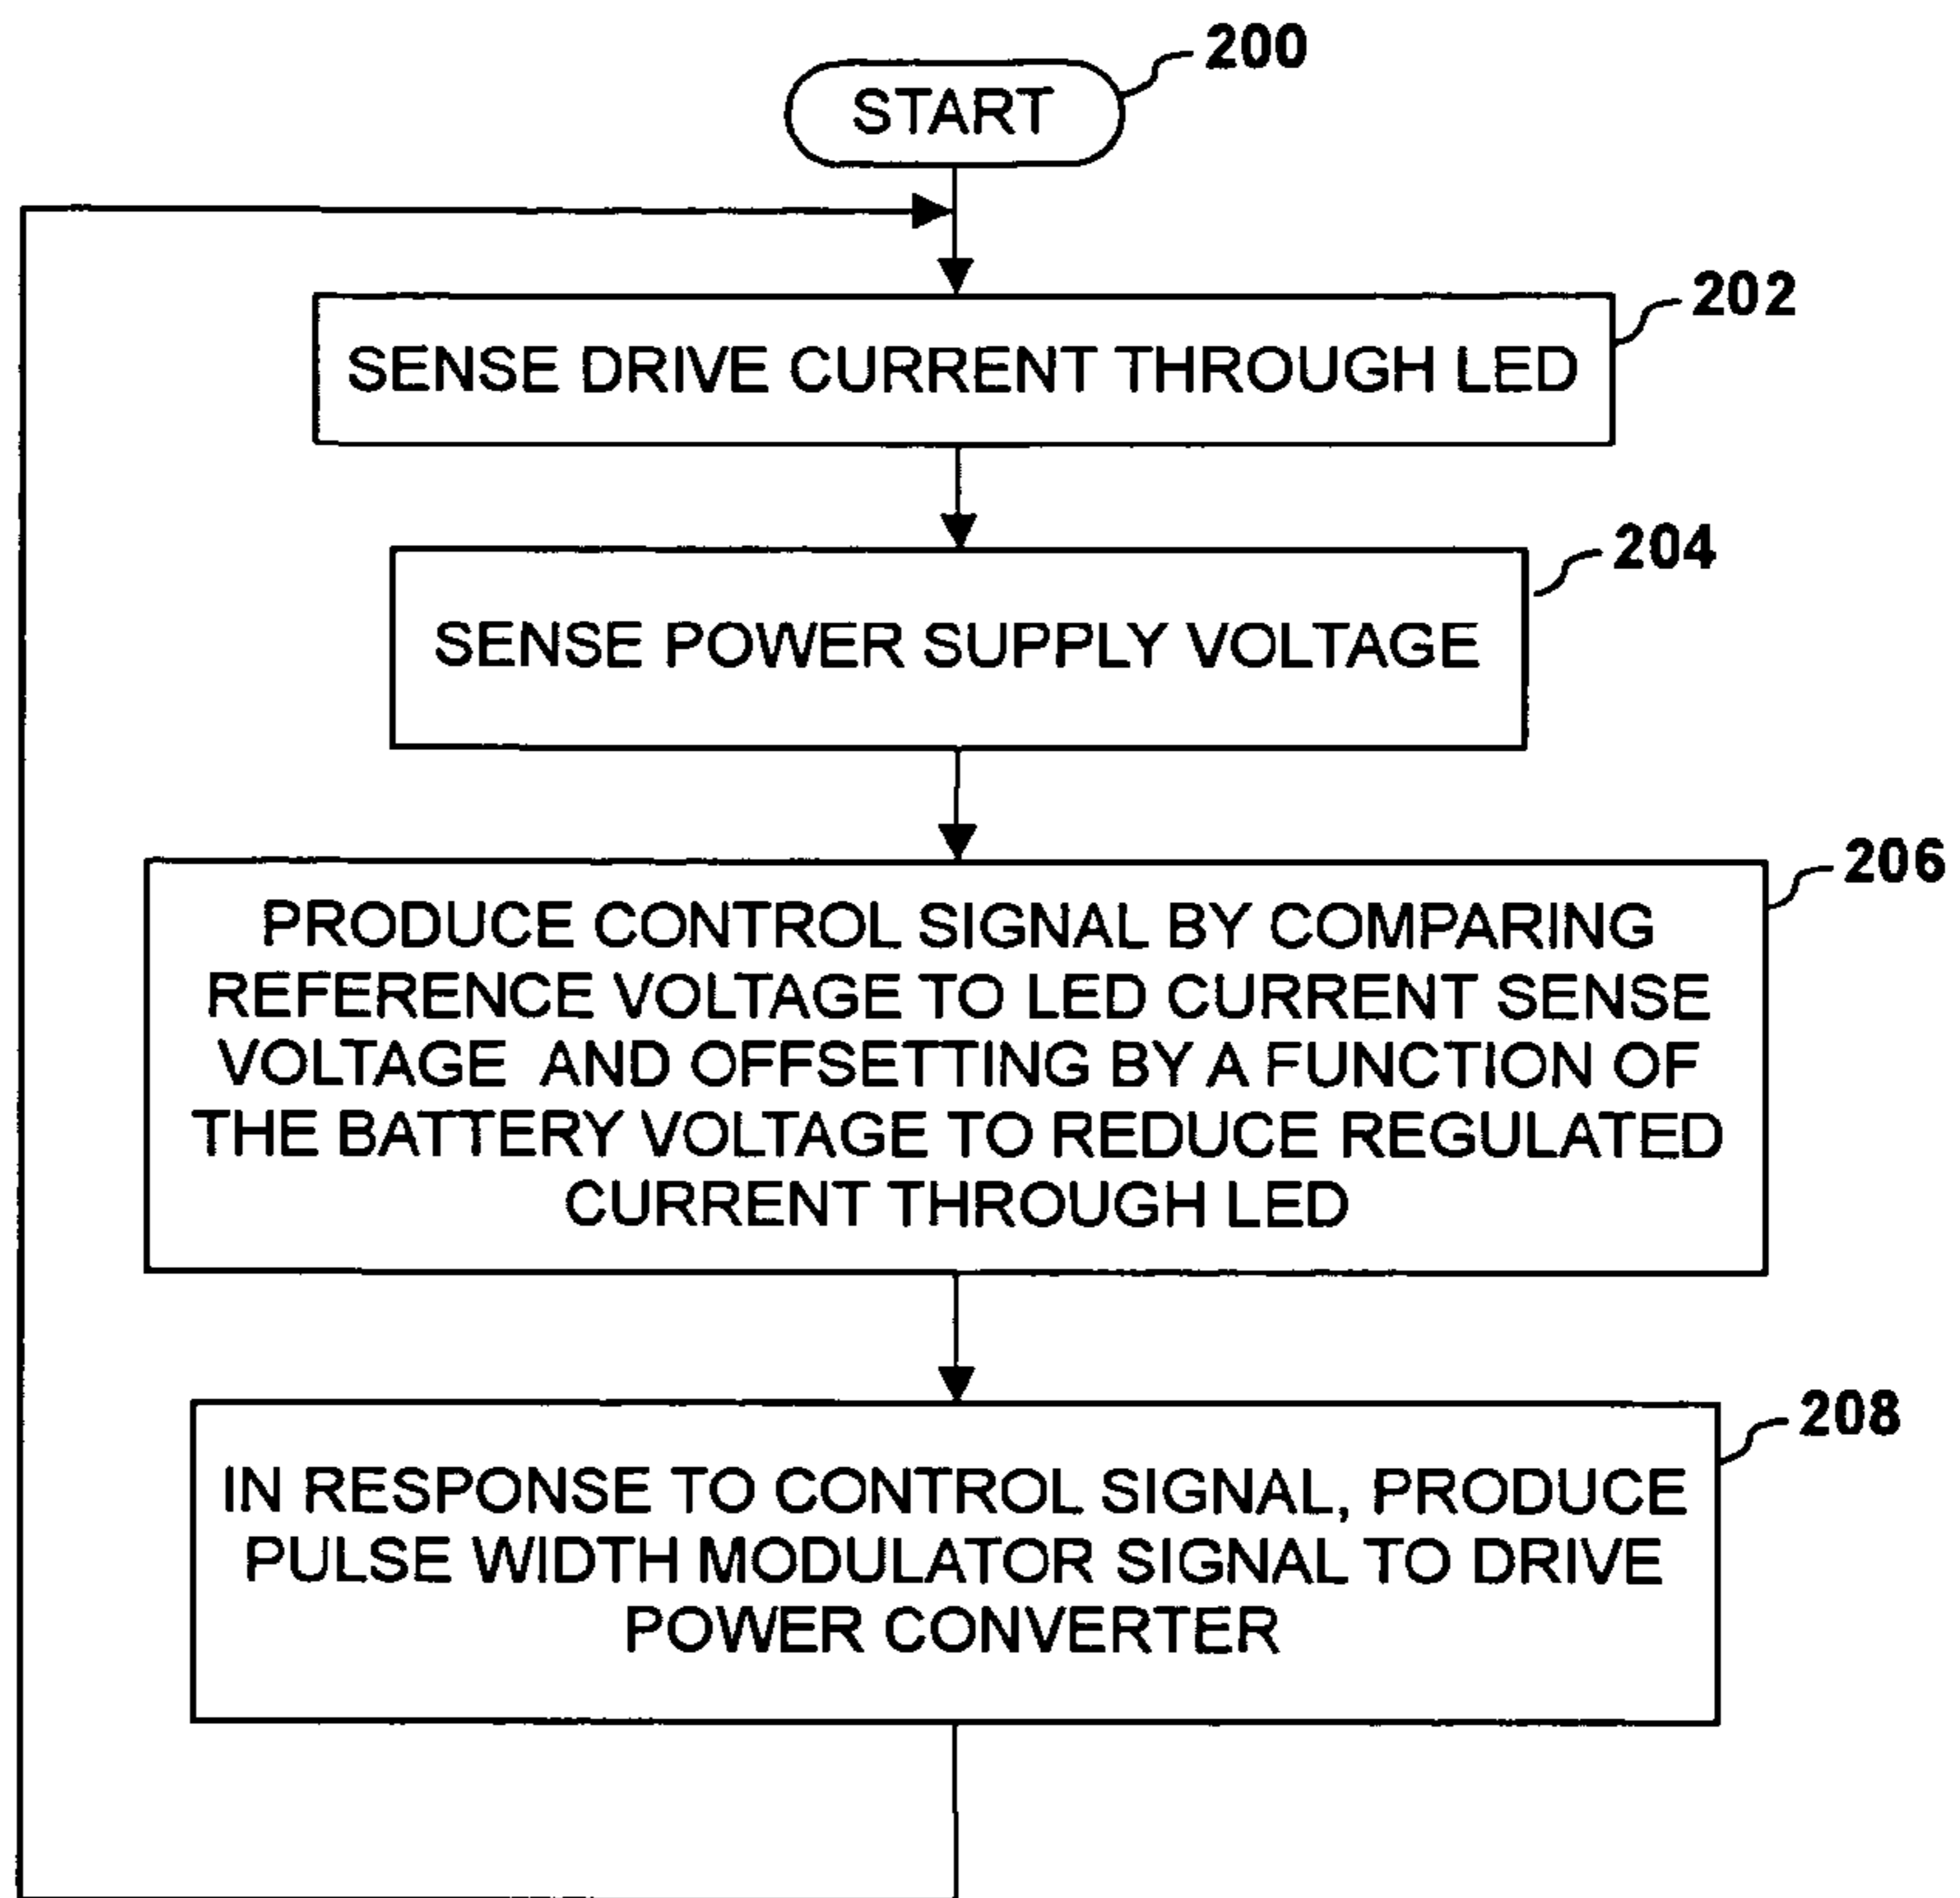 200
START
202
SENSE DRIVE CURRENT THROUGH LED
204
SENSE POWER SUPPLY VOLTAGE
206
PRODUCE CONTROL SIGNAL BY COMPARING
REFERENCE VOLTAGE TO LED CURRENT SENSE
VOLTAGE AND OFFSETTING BY A FUNCTION OF
THE BATTERY VOLTAGE TO REDUCE REGULATED
CURRENT THROUGH LED
208
IN RESPONSE TO CONTROL SIGNAL, PRODUCE
PULSE WIDTH MODULATOR SIGNAL TO DRIVE
POWER CONVERTER